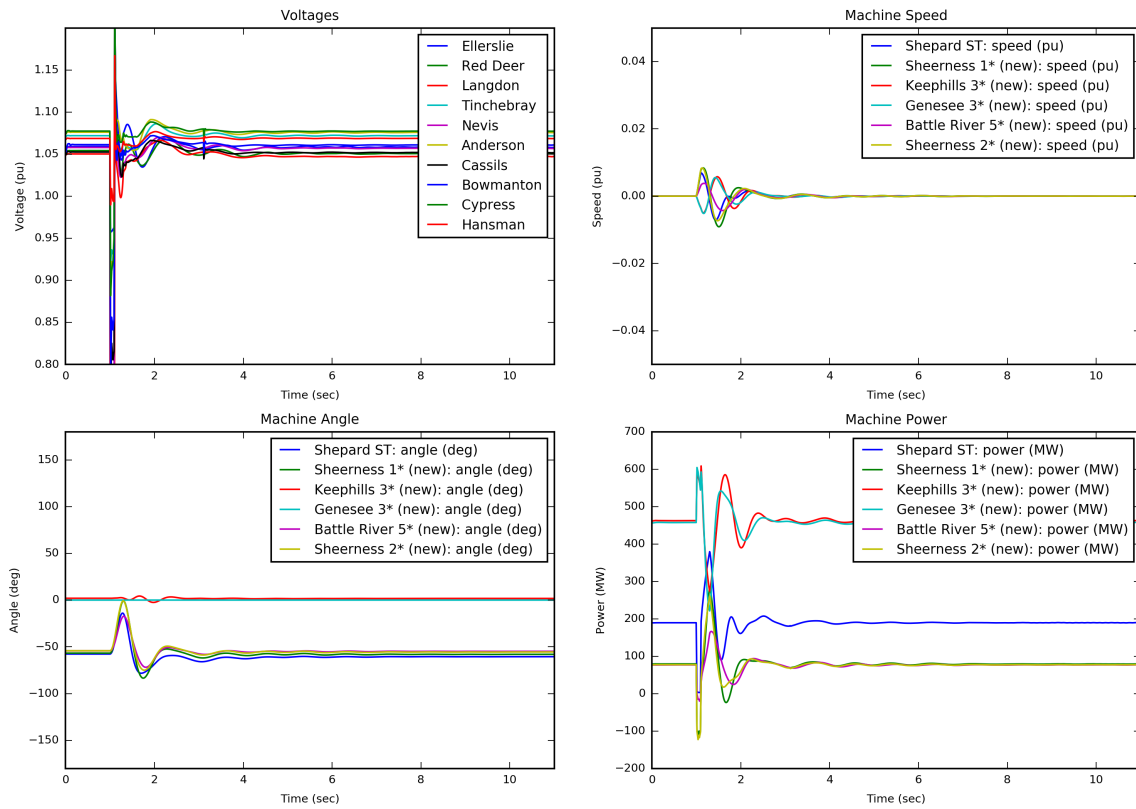 Voltages
Voltage (pu)
1.15
1.10
1.05
1.00
0.95
0.90
0.85
0.80
0
2
4
6
8
10
Time (sec)
Ellerslie
Red Deer
Langdon
Tinchebray
Nevis
Anderson
Cassils
Bowmanton
Cypress
Hansman
Machine Speed
Speed (pu)
0.04
0.02
0.00
−0.02
−0.04
0
2
4
6
8
10
Time (sec)
Shepard ST: speed (pu)
Sheerness 1* (new): speed (pu)
Keephills 3* (new): speed (pu)
Genesee 3* (new): speed (pu)
Battle River 5* (new): speed (pu)
Sheerness 2* (new): speed (pu)
Machine Angle
Angle (deg)
150
100
50
0
−50
−100
−150
0
2
4
6
8
10
Time (sec)
Shepard ST: angle (deg)
Sheerness 1* (new): angle (deg)
Keephills 3* (new): angle (deg)
Genesee 3* (new): angle (deg)
Battle River 5* (new): angle (deg)
Sheerness 2* (new): angle (deg)
Machine Power
Power (MW)
700
600
500
400
300
200
100
0
−100
−200
0
2
4
6
8
10
Time (sec)
Shepard ST: power (MW)
Sheerness 1* (new): power (MW)
Keephills 3* (new): power (MW)
Genesee 3* (new): power (MW)
Battle River 5* (new): power (MW)
Sheerness 2* (new): power (MW)